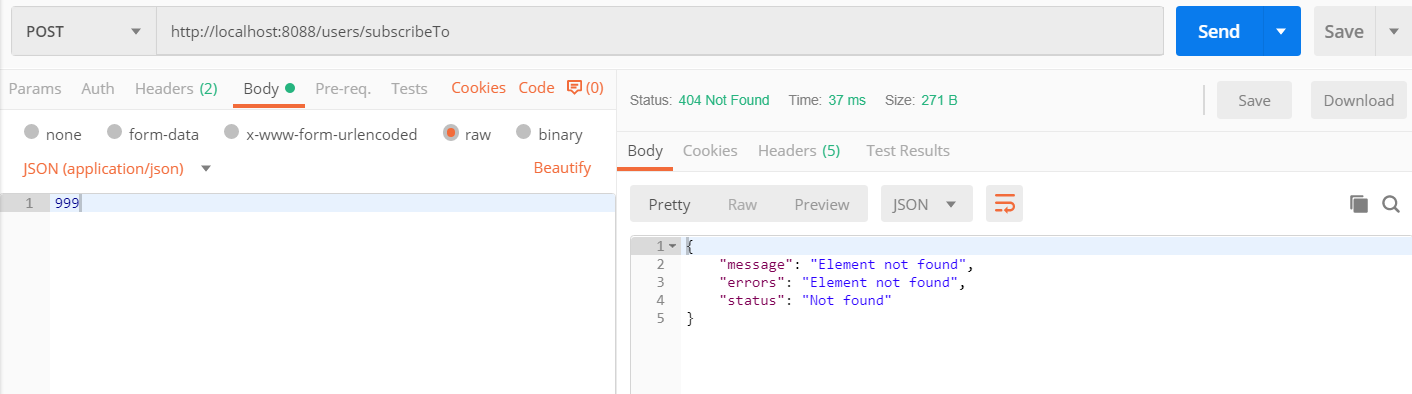 POST http://localhost:8088/users/subscribeTo Send Save
Params Auth Headers (2) Body Pre-req. Tests Cookies Code (0)
none form-data x-www-form-urlencoded raw binary
JSON (application/json) Beautify
1 999
Status: 404 Not Found Time: 37 ms Size: 271 B Save Download
Body Cookies Headers (5) Test Results
Pretty Raw Preview JSON
1 {
2 "message": "Element not found",
3 "errors": "Element not found",
4 "status": "Not found"
5 }